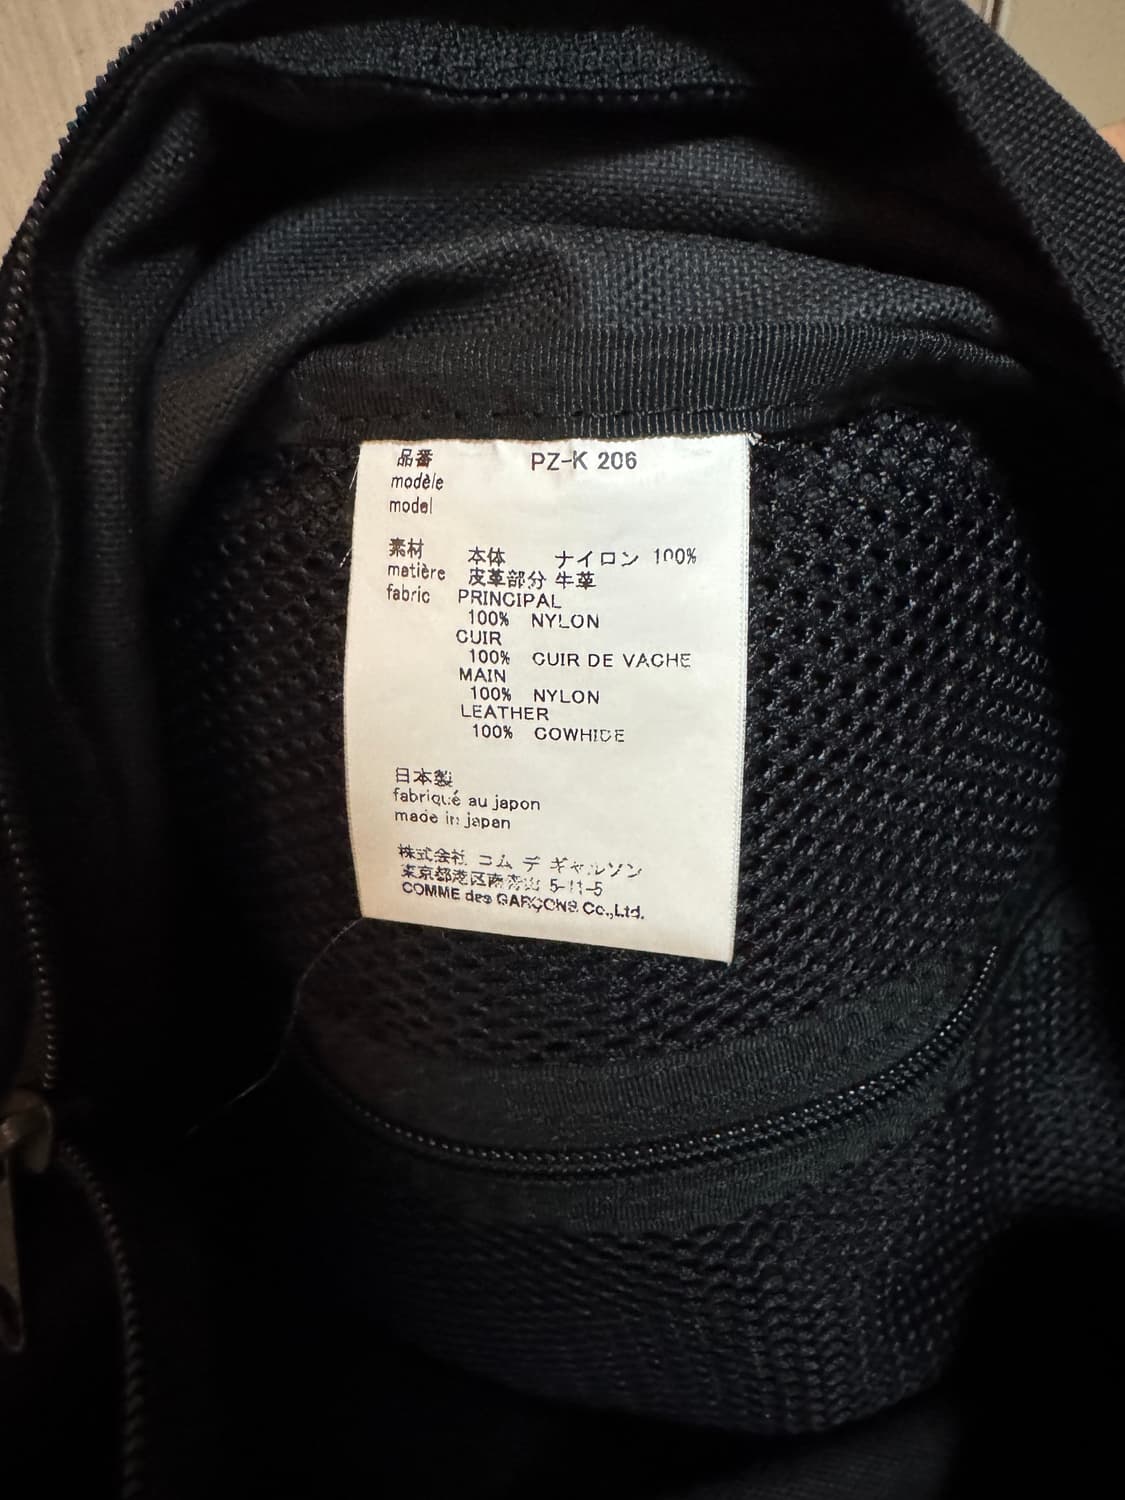 品番 PZ-K 206
modèle
model
素材 本体 ナイロン 100%
matière 皮革部分 牛革
fabric PRINCIPAL
100% NYLON
CUIR
100% CUIR DE VACHE
MAIN
100% NYLON
LEATHER
100% COWHIDE
日本製
fabriqué au japon
made in japan
株式会社 コム デ ギャルソン
東京都港区南青山 5-11-5
COMME des GARÇONS Co.,Ltd.